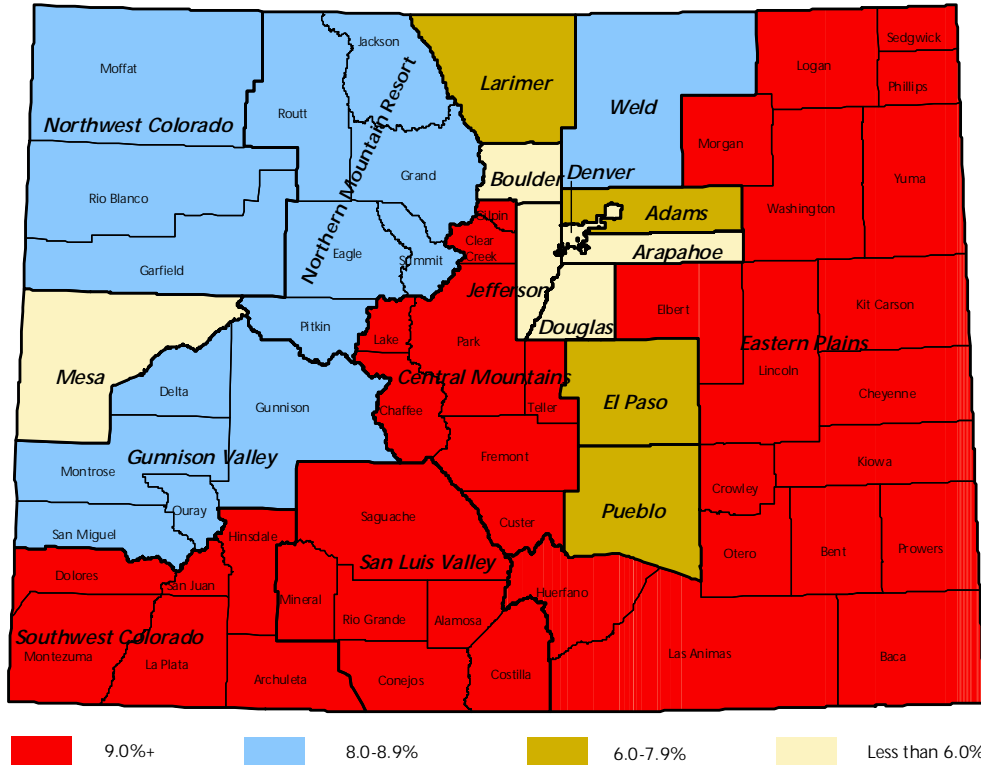 Jackson
Sedgwick
Moffat
Logan
Larimer
Phillips
Northwest Colorado
Routt
Northern Mountain Resort
Weld
Morgan
Boulder
Denver
Grand
Yuma
Rio Blanco
Washington
Gilpin
Adams
Clear
Creek
Eagle
Summit
Arapahoe
Garfield
Jefferson
Elbert
Kit Carson
Pitkin
Douglas
Lake
Park
Eastern Plains
Mesa
Central Mountains
Lincoln
Delta
Gunnison
Chaffee
Teller
El Paso
Cheyenne
Gunnison Valley
Fremont
Kiowa
Montrose
Crowley
Ouray
Saguache
Custer
Pueblo
San Miguel
Hinsdale
Otero
Bent
Prowers
San Luis Valley
Dolores
San Juan
Mineral
Huerfano
Rio Grande
Alamosa
Southwest Colorado
Montezuma
La Plata
Las Animas
Baca
Archuleta
Conejos
Costilla
9.0%+
8.0-8.9%
6.0-7.9%
Less than 6.0%